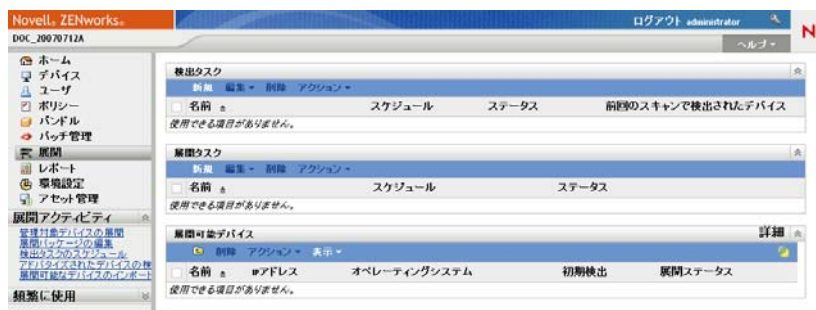 Novell® ZENworks®
ログアウト administrator
N
DOC_20070712A
ヘルプ
ホーム
デバイス
ユーザ
ポリシー
バンドル
パッチ管理
展開
レポート
環境設定
アセット管理
展開アクティビティ
管理対象デバイスの展開
展開パッケージの編集
検出タスクのスケジュール
アドバタイズされたデバイスの検
展開可能なデバイスのインポート
頻繁に使用
検出タスク
新規 編集 削除 アクション
名前 スケジュール ステータス 前回のスキャンで検出されたデバイス
使用できる項目がありません。
展開タスク
新規 編集 削除 アクション
名前 スケジュール ステータス
使用できる項目がありません。
展開可能デバイス 詳細
削除 アクション 表示
名前 IPアドレス オペレーティングシステム 初期検出 展開ステータス
使用できる項目がありません。